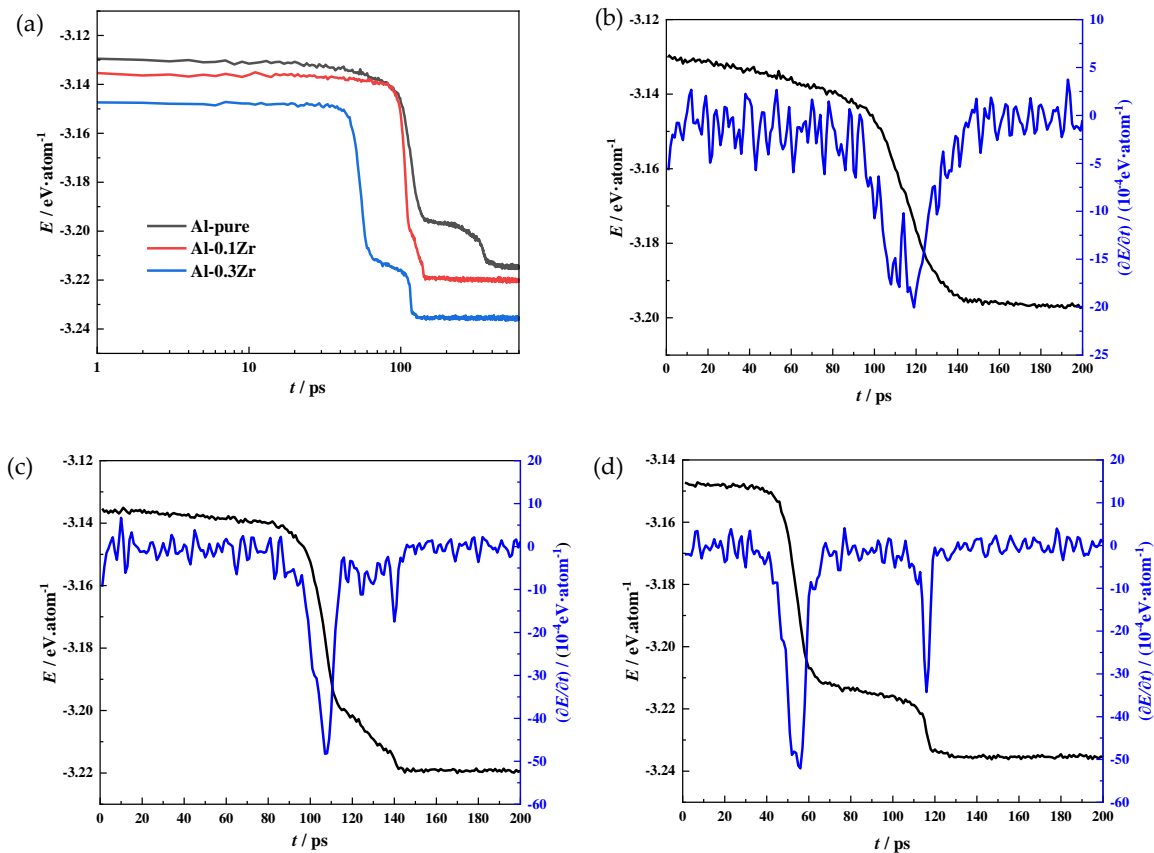 (a)
-3.12
-3.14
-3.16
-3.18
-3.20
-3.22
-3.24
E / eV·atom⁻¹
Al-pure
Al-0.1Zr
Al-0.3Zr
1 10 100
t / ps
(b)
-3.12
-3.14
-3.16
-3.18
-3.20
E / eV·atom⁻¹
10
5
0
-5
-10
-15
-20
-25
(∂E/∂t) / (10⁻⁴eV·atom⁻¹)
0 20 40 60 80 100 120 140 160 180 200
t / ps
(c)
-3.12
-3.14
-3.16
-3.18
-3.20
-3.22
E / eV.atom⁻¹
20
10
0
-10
-20
-30
-40
-50
-60
(∂E/∂t) / (10⁻⁴eV·atom⁻¹)
0 20 40 60 80 100 120 140 160 180 200
t / ps
(d)
-3.14
-3.16
-3.18
-3.20
-3.22
-3.24
E / eV.atom⁻¹
20
10
0
-10
-20
-30
-40
-50
-60
(∂E/∂t) / (10⁻⁴eV·atom⁻¹)
0 20 40 60 80 100 120 140 160 180 200
t / ps